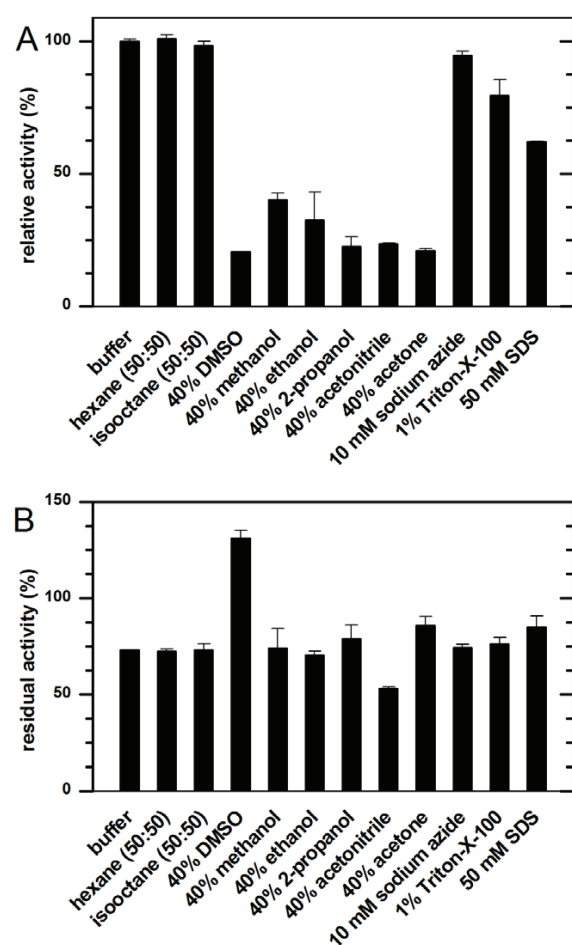 A
relative activity (%)
100
50
0
buffer
hexane (50:50)
isooctane (50:50)
40% DMSO
40% methanol
40% ethanol
40% 2-propanol
40% acetonitrile
40% acetone
10 mM sodium azide
1% Triton-X-100
50 mM SDS
B
residual activity (%)
150
100
50
0
buffer
hexane (50:50)
isooctane (50:50)
40% DMSO
40% methanol
40% ethanol
40% 2-propanol
40% acetonitrile
40% acetone
10 mM sodium azide
1% Triton-X-100
50 mM SDS